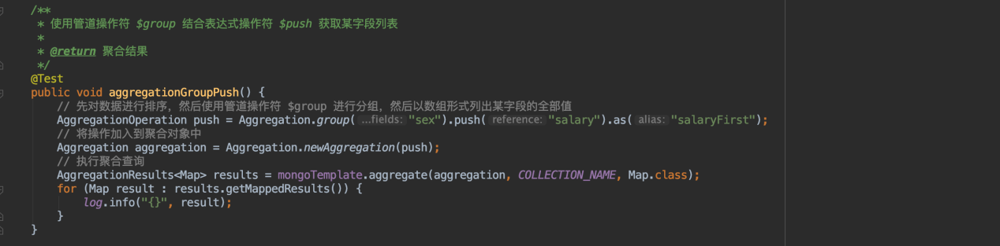 /**
 * 使用管道操作符 $group 结合表达式操作符 $push 获取某字段列表
 *
 * @return 聚合结果
 */
@Test
public void aggregationGroupPush() {
    // 先对数据进行排序，然后使用管道操作符 $group 进行分组，然后以数组形式列出某字段的全部值
    AggregationOperation push = Aggregation.group( ...fields: "sex").push( reference: "salary").as( alias: "salaryFirst");
    // 将操作加入到聚合对象中
    Aggregation aggregation = Aggregation.newAggregation(push);
    // 执行聚合查询
    AggregationResults<Map> results = mongoTemplate.aggregate(aggregation, COLLECTION_NAME, Map.class);
    for (Map result : results.getMappedResults()) {
        log.info("{}", result);
    }
}